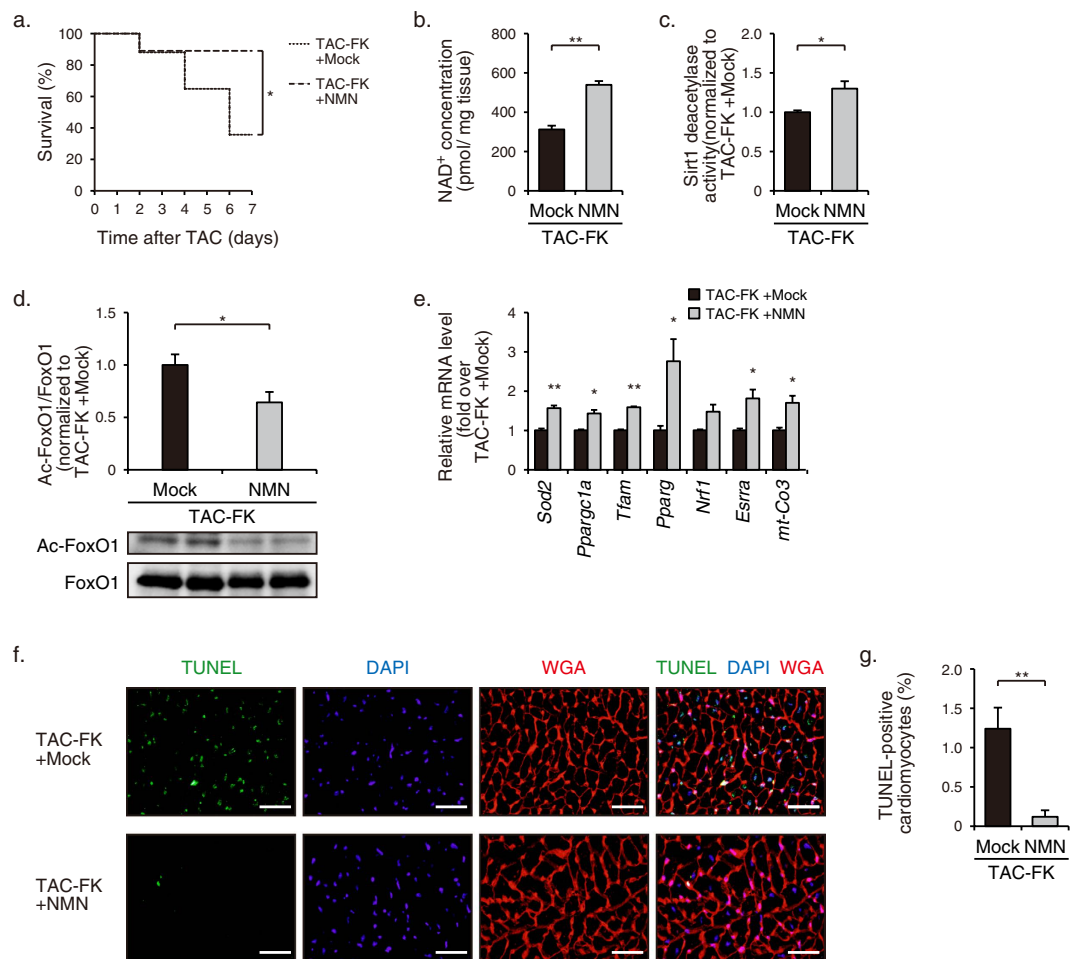 a.
Survival (%)
100
80
60
40
20
0
0 1 2 3 4 5 6 7
Time after TAC (days)
TAC-FK
+Mock
TAC-FK
+NMN
*
b.
NAD+ concentration
(pmol/ mg tissue)
800
600
400
200
0
**
Mock NMN
TAC-FK
c.
Sirt1 deacetylase
activity(normalized to
TAC-FK +Mock)
2.0
1.5
1.0
0.5
0
*
Mock NMN
TAC-FK
d.
Ac-FoxO1/FoxO1
(normalized to
TAC-FK +Mock)
1.5
1.0
0.5
0
*
Mock NMN
TAC-FK
Ac-FoxO1
FoxO1
e.
TAC-FK +Mock
TAC-FK +NMN
Relative mRNA level
(fold over
TAC-FK +Mock)
4
3
2
1
0
** * ** * * *
Sod2
Ppargc1a
Tfam
Pparg
Nrf1
Esrra
mt-Co3
f.
TUNEL DAPI WGA TUNEL DAPI WGA
TAC-FK
+Mock
TAC-FK
+NMN
g.
TUNEL-positive
cardiomyocytes (%)
2.0
1.5
1.0
0.5
0
**
Mock NMN
TAC-FK